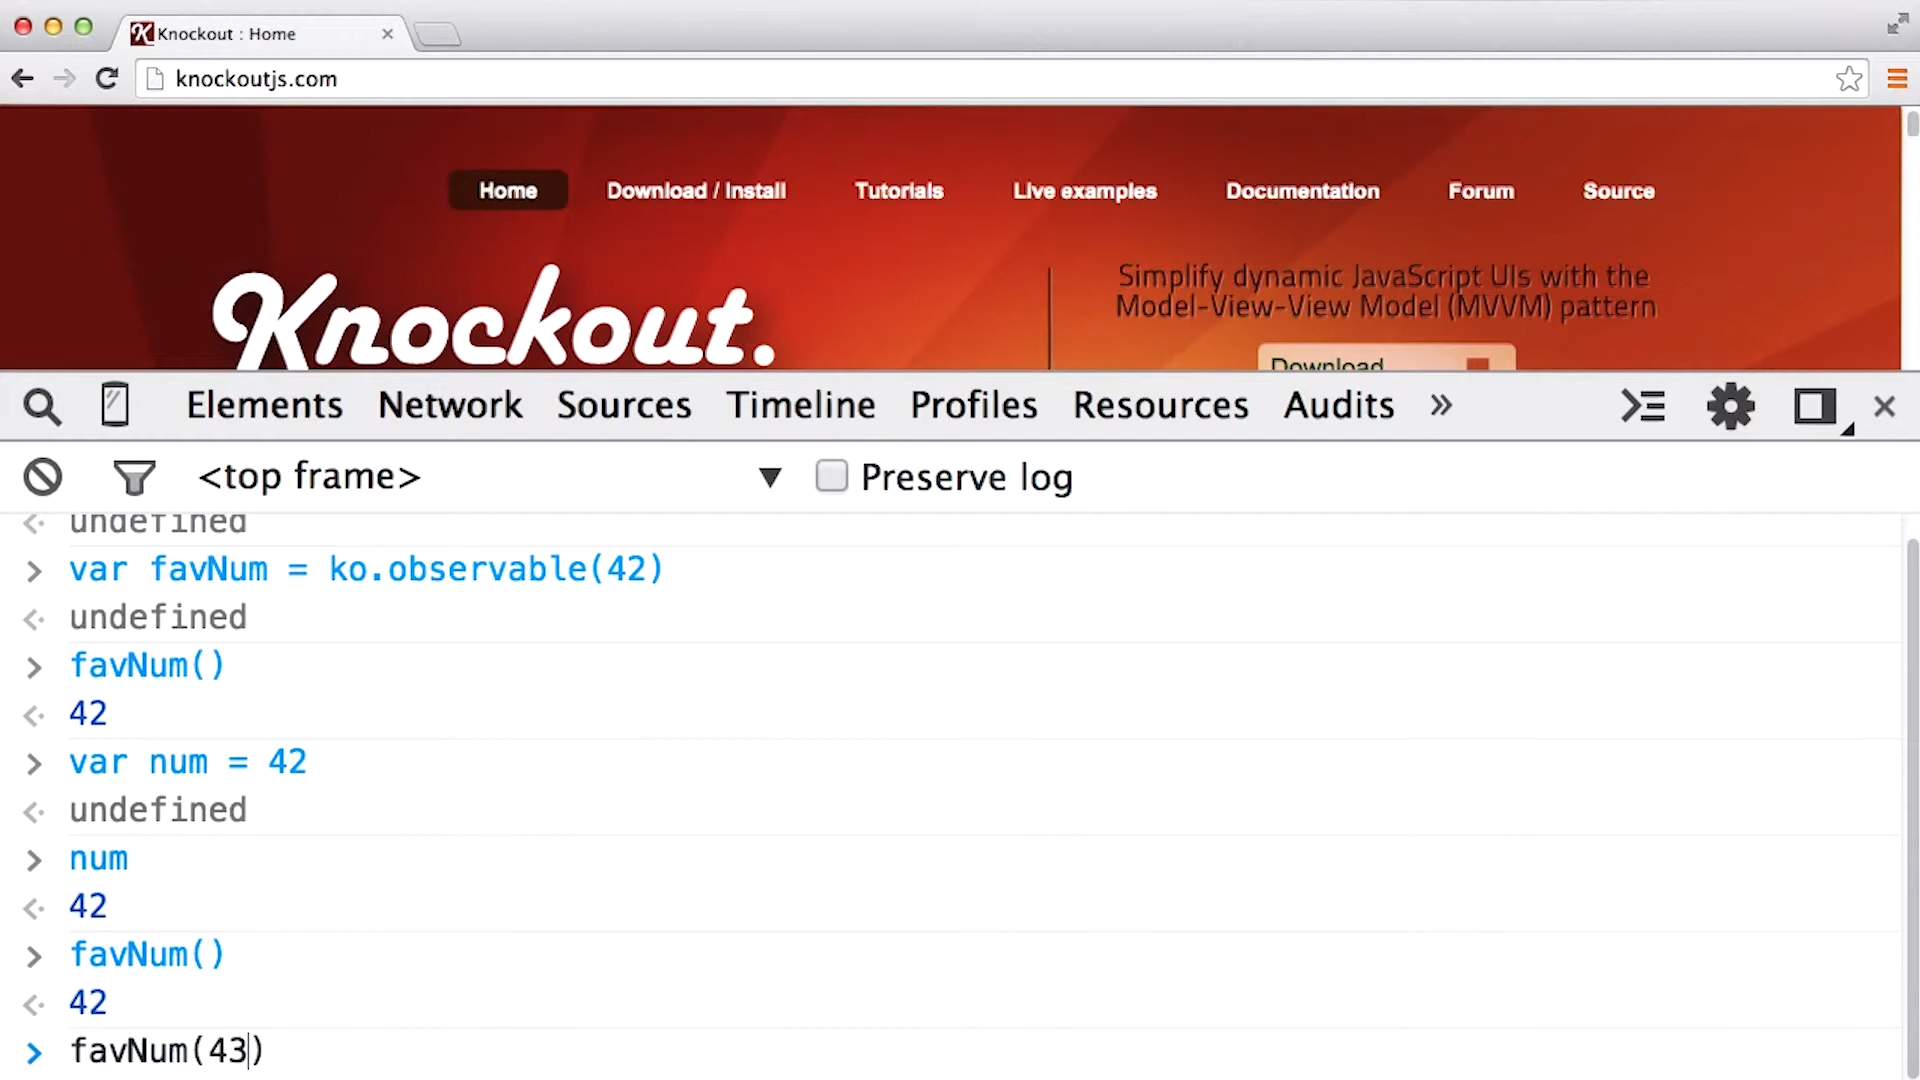 Knockout : Home
knockoutjs.com
Home Download / Install Tutorials Live examples Documentation Forum Source
Knockout.
Simplify dynamic JavaScript UIs with the
Model-View-View Model (MVVM) pattern
Download
Elements Network Sources Timeline Profiles Resources Audits »
<top frame> ▼ Preserve log
undefined
> var favNum = ko.observable(42)
undefined
> favNum()
42
> var num = 42
undefined
> num
42
> favNum()
42
> favNum(43)